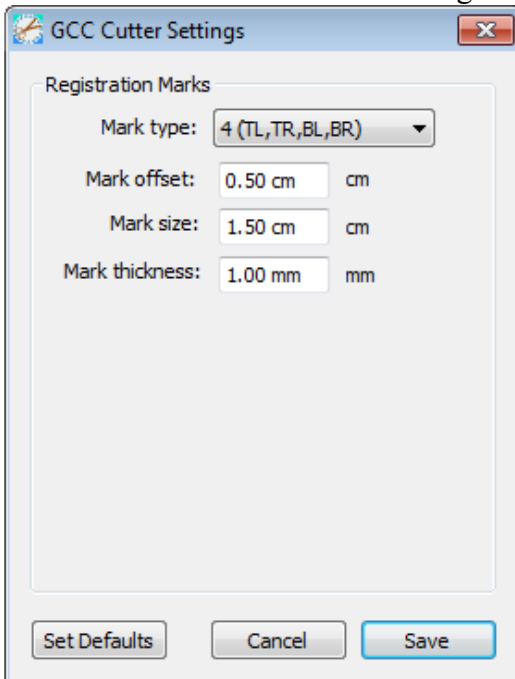 GCC Cutter Settings
Registration Marks
Mark type: 4 (TL,TR,BL,BR)
Mark offset: 0.50 cm cm
Mark size: 1.50 cm cm
Mark thickness: 1.00 mm mm
Set Defaults Cancel Save